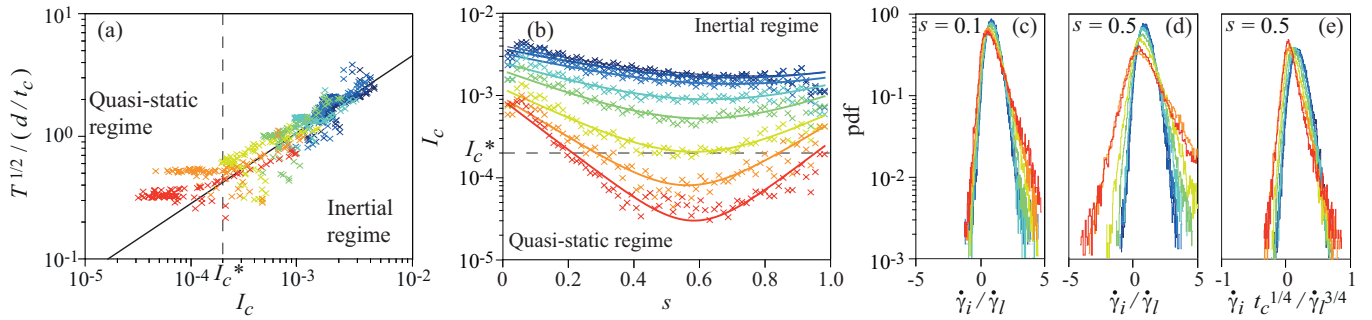 (a)
10¹
10⁰
10⁻¹
T ^{1/2} / ( d / t_c )
Quasi-static
regime
Inertial
regime
10⁻⁵
10⁻⁴
I_c*
10⁻³
10⁻²
I_c
(b)
Inertial regime
10⁻¹
10⁻²
10⁻³
I_c*
10⁻⁴
10⁻⁵
I_c
Quasi-static regime
0.0
0.2
0.4
0.6
0.8
1.0
s
s = 0.1
(c)
pdf
10⁰
10⁻¹
10⁻²
10⁻³
-5
0
5
γ̇_i / γ̇_l
s = 0.5
(d)
-5
0
5
γ̇_i / γ̇_l
s = 0.5
(e)
-1
0
1
γ̇_i t_c^{1/4} / γ̇_l^{3/4}